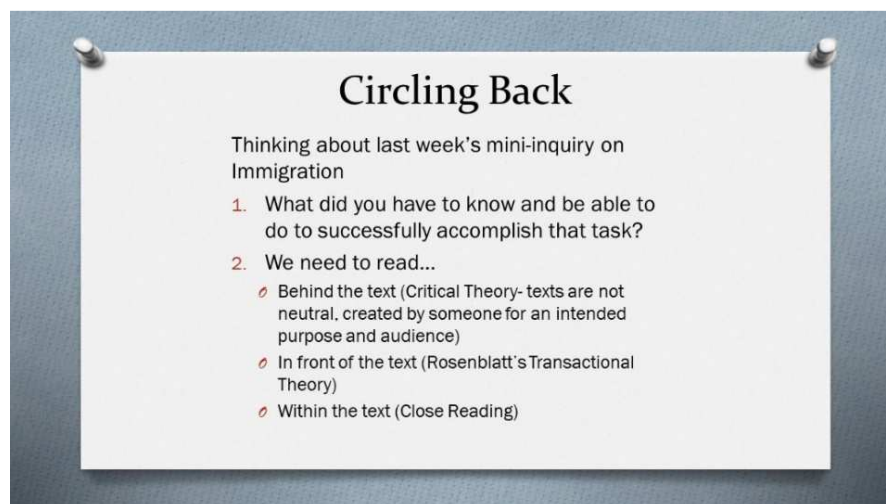 Circling Back
Thinking about last week's mini-inquiry on
Immigration
1. What did you have to know and be able to
do to successfully accomplish that task?
2. We need to read...
Behind the text (Critical Theory- texts are not
neutral, created by someone for an intended
purpose and audience)
In front of the text (Rosenblatt's Transactional
Theory)
Within the text (Close Reading)